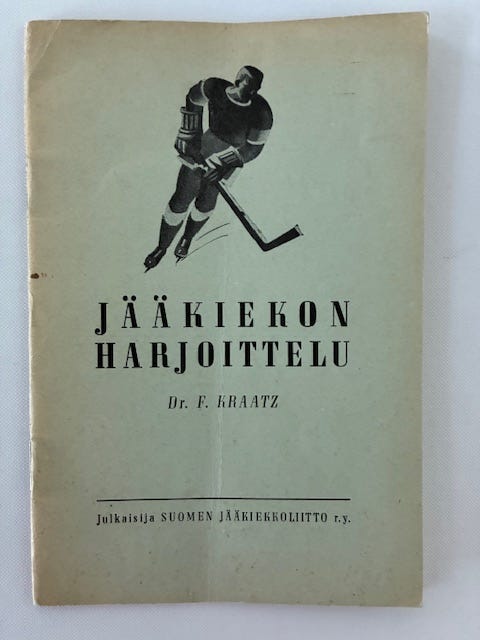 JÄÄKIEKON
HARJOITTELU
Dr. F. KRAATZ
Julkaisija SUOMEN JÄÄKIEKKOLIITTO r.y.